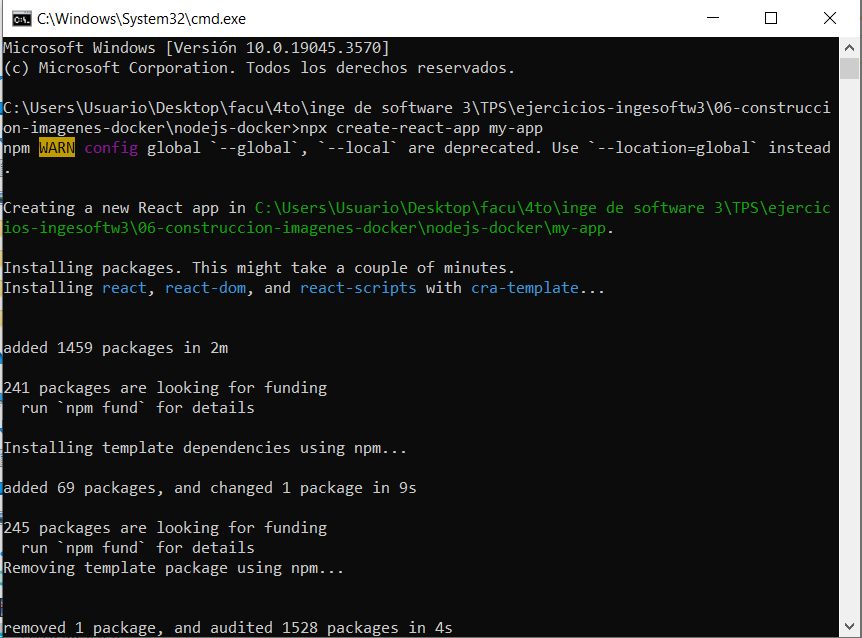 C:\Windows\System32\cmd.exe
Microsoft Windows [Versión 10.0.19045.3570]
(c) Microsoft Corporation. Todos los derechos reservados.
C:\Users\Usuario\Desktop\facu\4to\inge de software 3\TPS\ejercicios-ingesoftw3\06-construcci
on-imagenes-docker\nodejs-docker>npx create-react-app my-app
npm WARN config global `--global`, `--local` are deprecated. Use `--location=global` instead
.
Creating a new React app in C:\Users\Usuario\Desktop\facu\4to\inge de software 3\TPS\ejercic
ios-ingesoftw3\06-construccion-imagenes-docker\nodejs-docker\my-app.
Installing packages. This might take a couple of minutes.
Installing react, react-dom, and react-scripts with cra-template...
added 1459 packages in 2m
241 packages are looking for funding
  run `npm fund` for details
Installing template dependencies using npm...
added 69 packages, and changed 1 package in 9s
245 packages are looking for funding
  run `npm fund` for details
Removing template package using npm...
removed 1 package, and audited 1528 packages in 4s